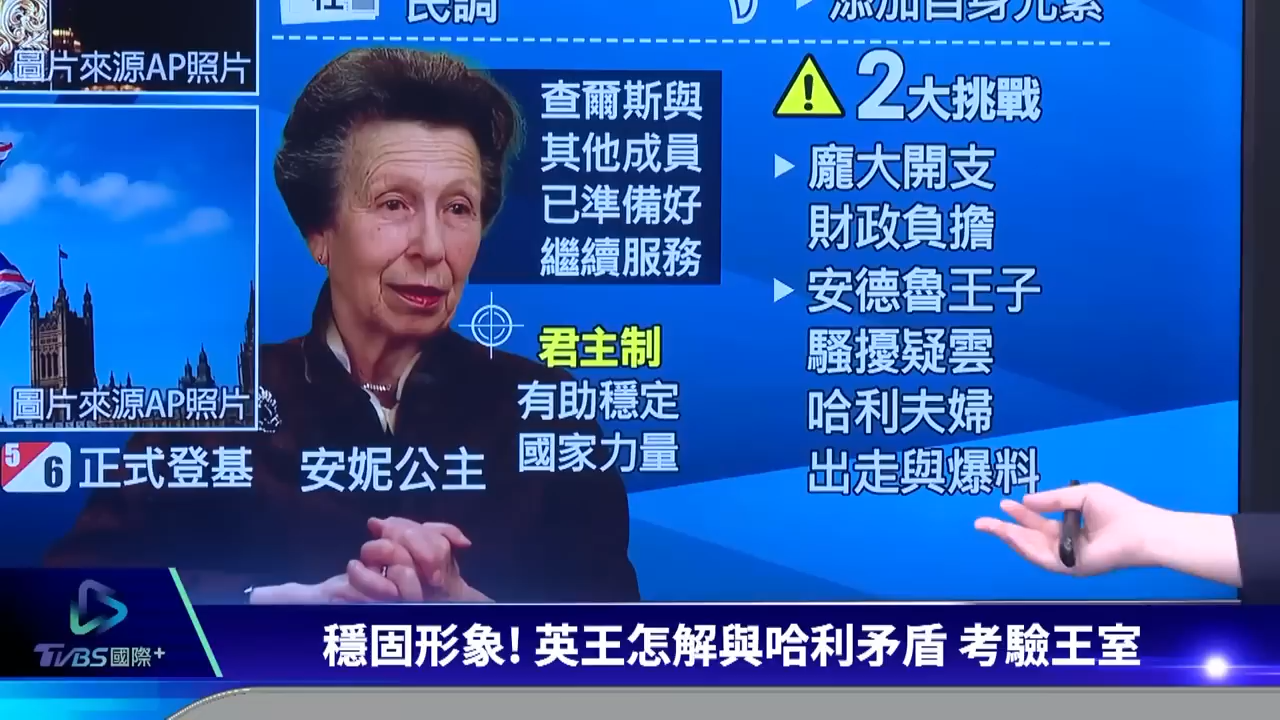 民調
添加自身元素
圖片來源AP照片
查爾斯與
其他成員
已準備好
繼續服務
君主制
有助穩定
國家力量
安妮公主
2大挑戰
龐大開支
財政負擔
安德魯王子
騷擾疑雲
哈利夫婦
出走與爆料
圖片來源AP照片
5/6 正式登基
TVBS國際+
穩固形象! 英王怎解與哈利矛盾 考驗王室